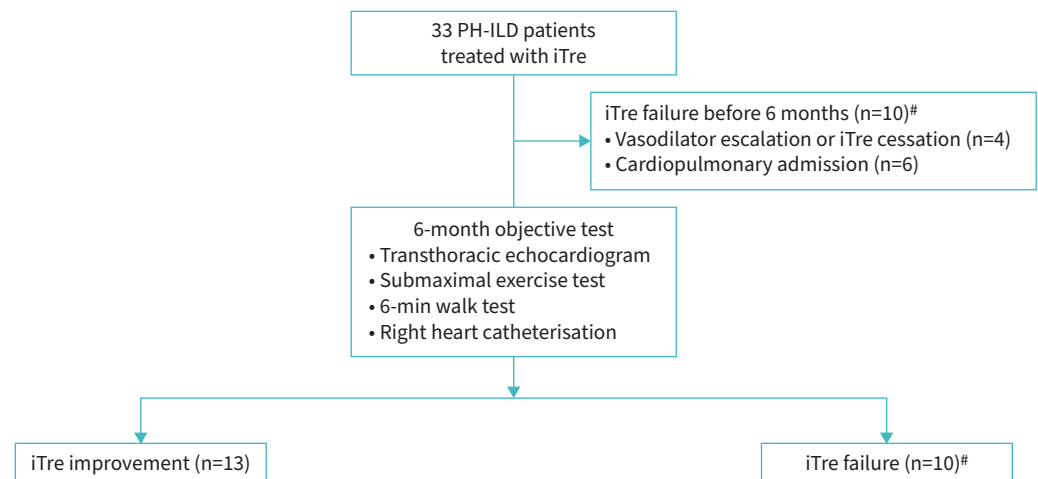 33 PH-ILD patients
treated with iTre
iTre failure before 6 months (n=10)#
• Vasodilator escalation or iTre cessation (n=4)
• Cardiopulmonary admission (n=6)
6-month objective test
• Transthoracic echocardiogram
• Submaximal exercise test
• 6-min walk test
• Right heart catheterisation
iTre improvement (n=13)
iTre failure (n=10)#